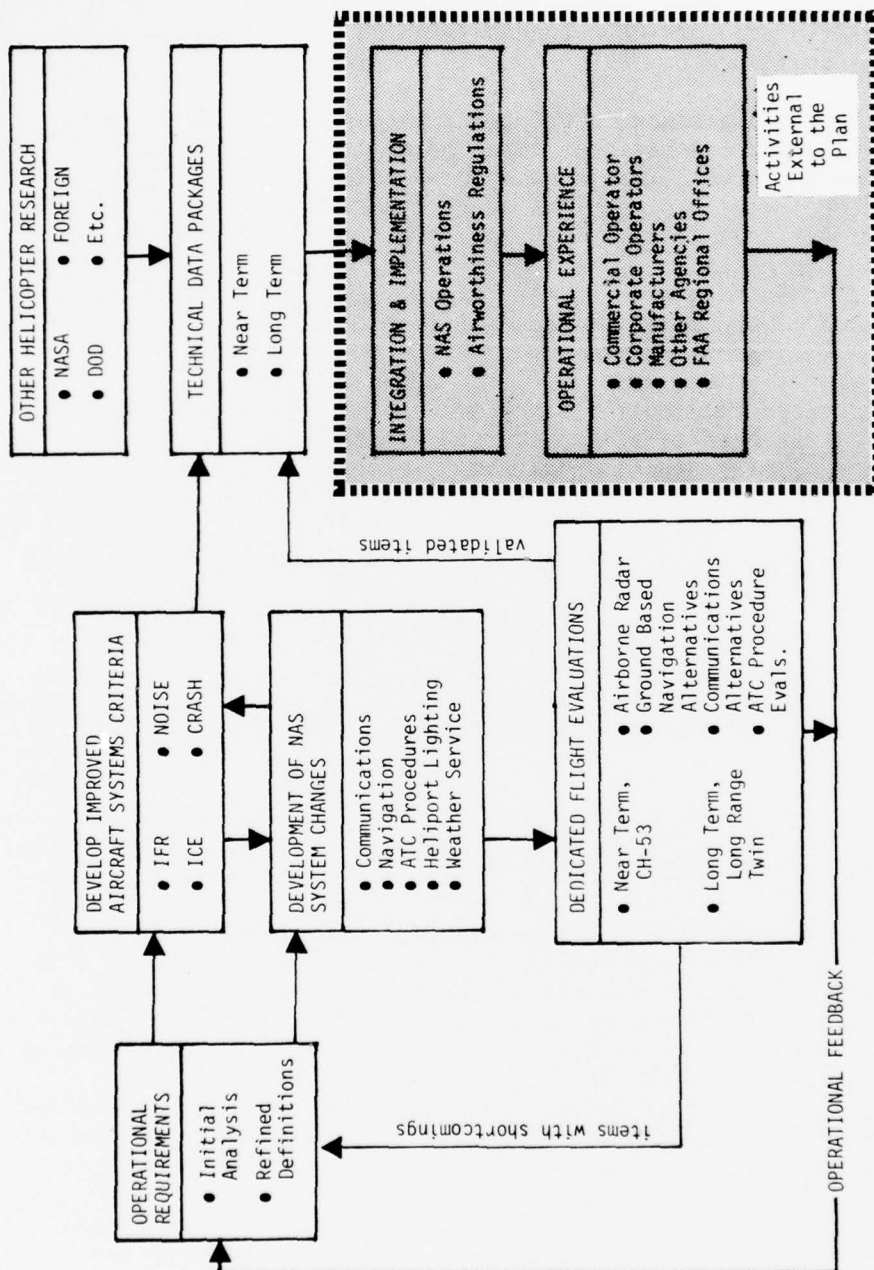 OPERATIONAL
REQUIREMENTS
● Initial
Analysis
● Refined
Definitions
DEVELOP IMPROVED
AIRCRAFT SYSTEMS CRITERIA
● IFR ● NOISE
● ICE ● CRASH
OTHER HELICOPTER RESEARCH
● NASA ● FOREIGN
● DOD ● Etc.
DEVELOPMENT OF NAS
SYSTEM CHANGES
● Communications
● Navigation
● ATC Procedures
● Heliport Lighting
● Weather Service
TECHNICAL DATA PACKAGES
● Near Term
● Long Term
items with shortcomings
validated items
DEDICATED FLIGHT EVALUATIONS
● Near Term,
CH-53
● Long Term,
Long Range
Twin
● Airborne Radar
● Ground Based
Navigation
Alternatives
● Communications
Alternatives
● ATC Procedure
Evals.
INTEGRATION & IMPLEMENTATION
● NAS Operations
● Airworthiness Regulations
OPERATIONAL EXPERIENCE
● Commercial Operator
● Corporate Operators
● Manufacturers
● Other Agencies
● FAA Regional Offices
Activities
External
to the
Plan
OPERATIONAL FEEDBACK